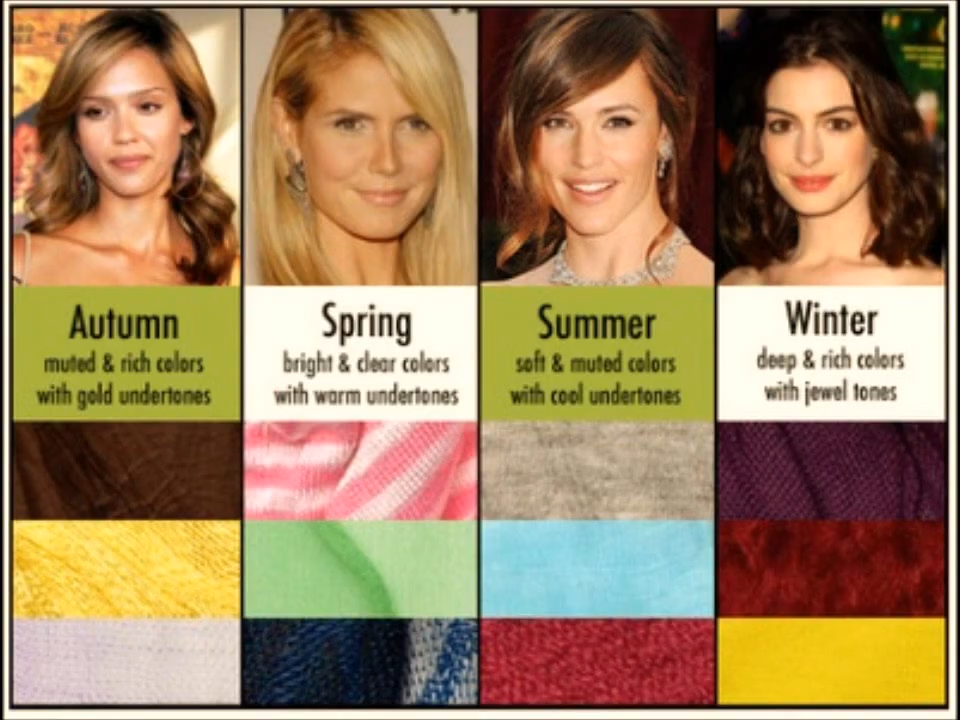 Autumn
muted & rich colors
with gold undertones
Spring
bright & clear colors
with warm undertones
Summer
soft & muted colors
with cool undertones
Winter
deep & rich colors
with jewel tones